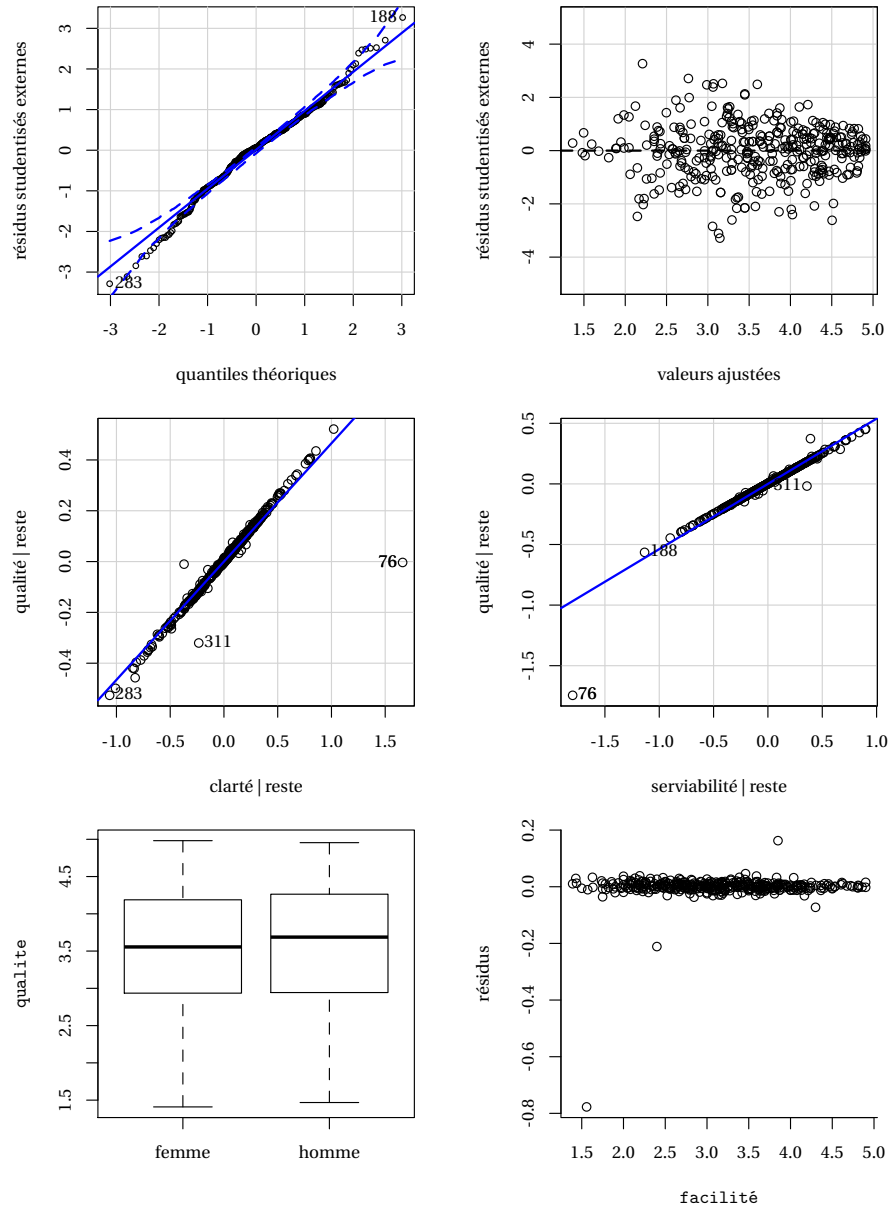 résidus studentisés externes
3
2
1
0
-1
-2
-3
188
283
-3 -2 -1 0 1 2 3
quantiles théoriques
résidus studentisés externes
4
2
0
-2
-4
1.5 2.0 2.5 3.0 3.5 4.0 4.5 5.0
valeurs ajustées
qualité | reste
0.4
0.2
0.0
-0.2
-0.4
76
311
283
-1.0 -0.5 0.0 0.5 1.0 1.5
clarté | reste
qualité | reste
0.5
0.0
-0.5
-1.0
-1.5
311
188
76
-1.5 -1.0 -0.5 0.0 0.5 1.0
serviabilité | reste
qualite
4.5
3.5
2.5
1.5
femme homme
résidus
0.2
0.0
-0.2
-0.4
-0.6
-0.8
1.5 2.0 2.5 3.0 3.5 4.0 4.5 5.0
facilité